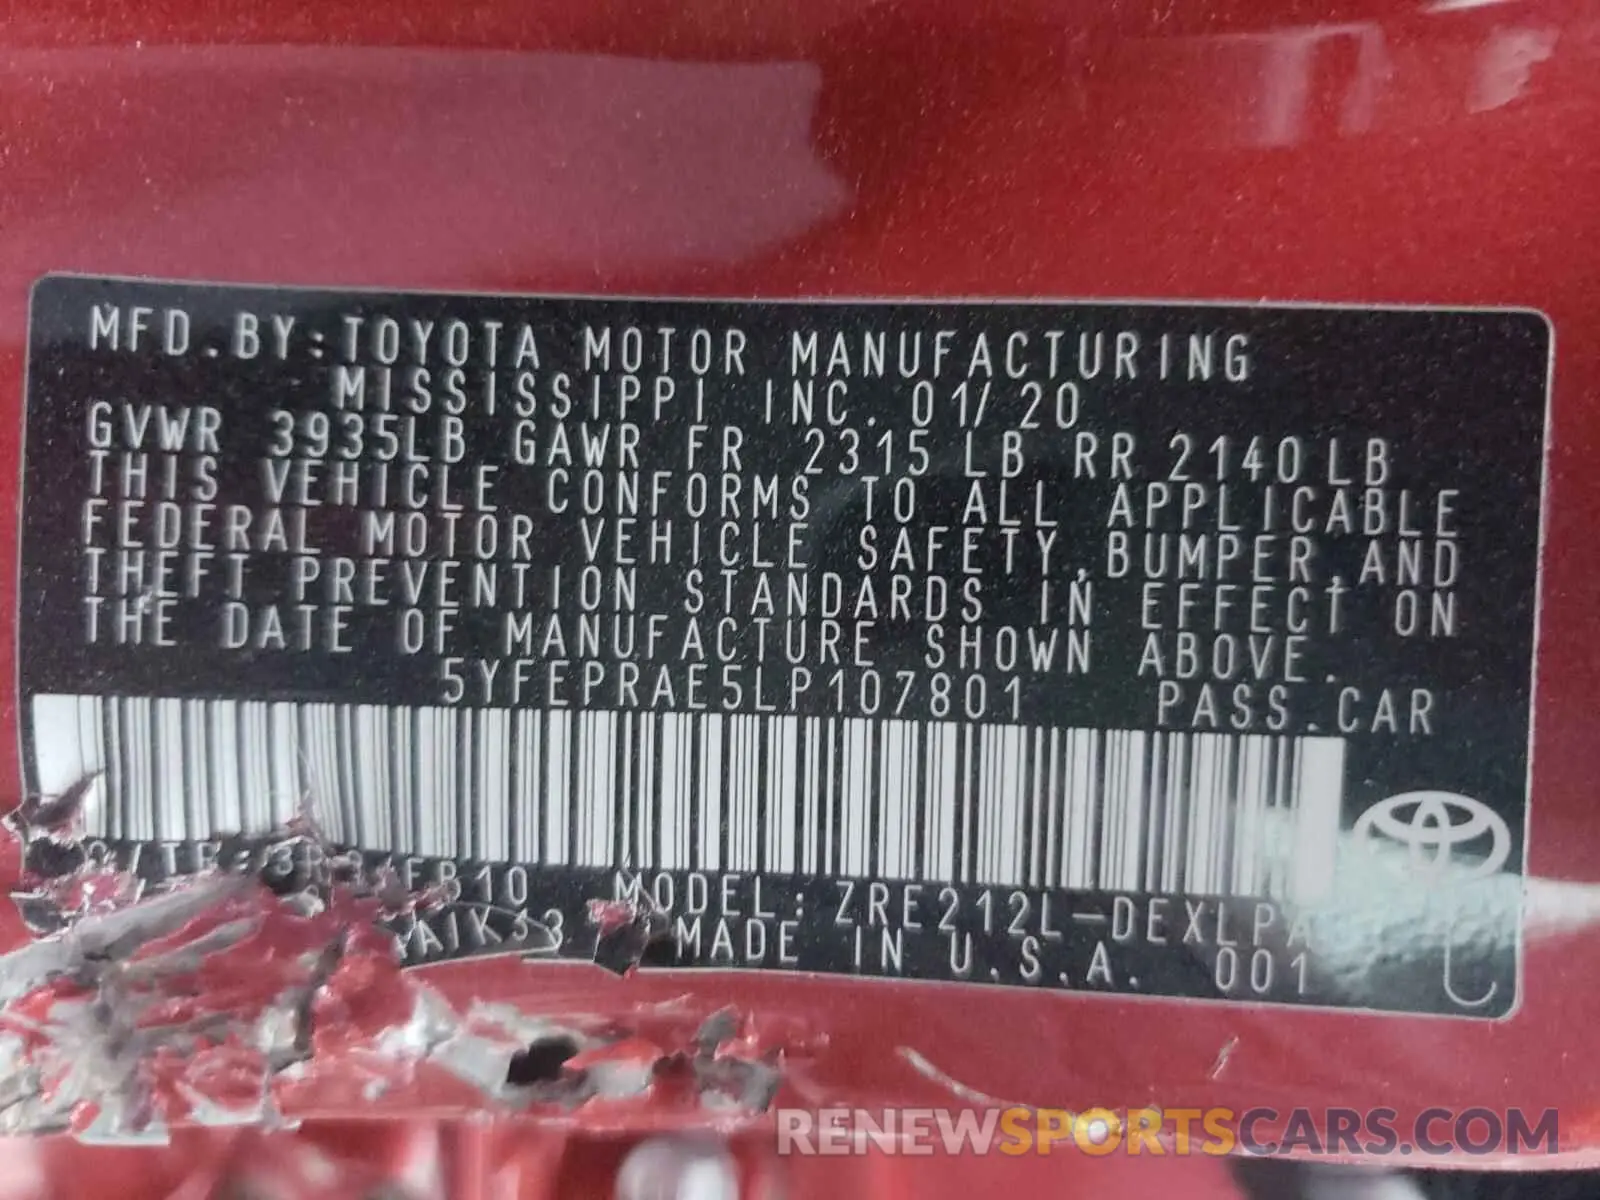 MFD.BY:TOYOTA MOTOR MANUFACTURING
MISSISSIPPI INC. 01/20
GVWR 3935LB GAWR FR 2315 LB RR 2140LB
THIS VEHICLE CONFORMS TO ALL APPLICABLE
FEDERAL MOTOR VEHICLE SAFETY,BUMPER,AND
THEFT PREVENTION STANDARDS IN EFFECT ON
THE DATE OF MANUFACTURE SHOWN ABOVE.
5YFEPRAE5LP107801 PASS.CAR
MODEL:ZRE212L-DEXLPA
MADE IN U.S.A. 001
RENEWSPORTSCARS.COM